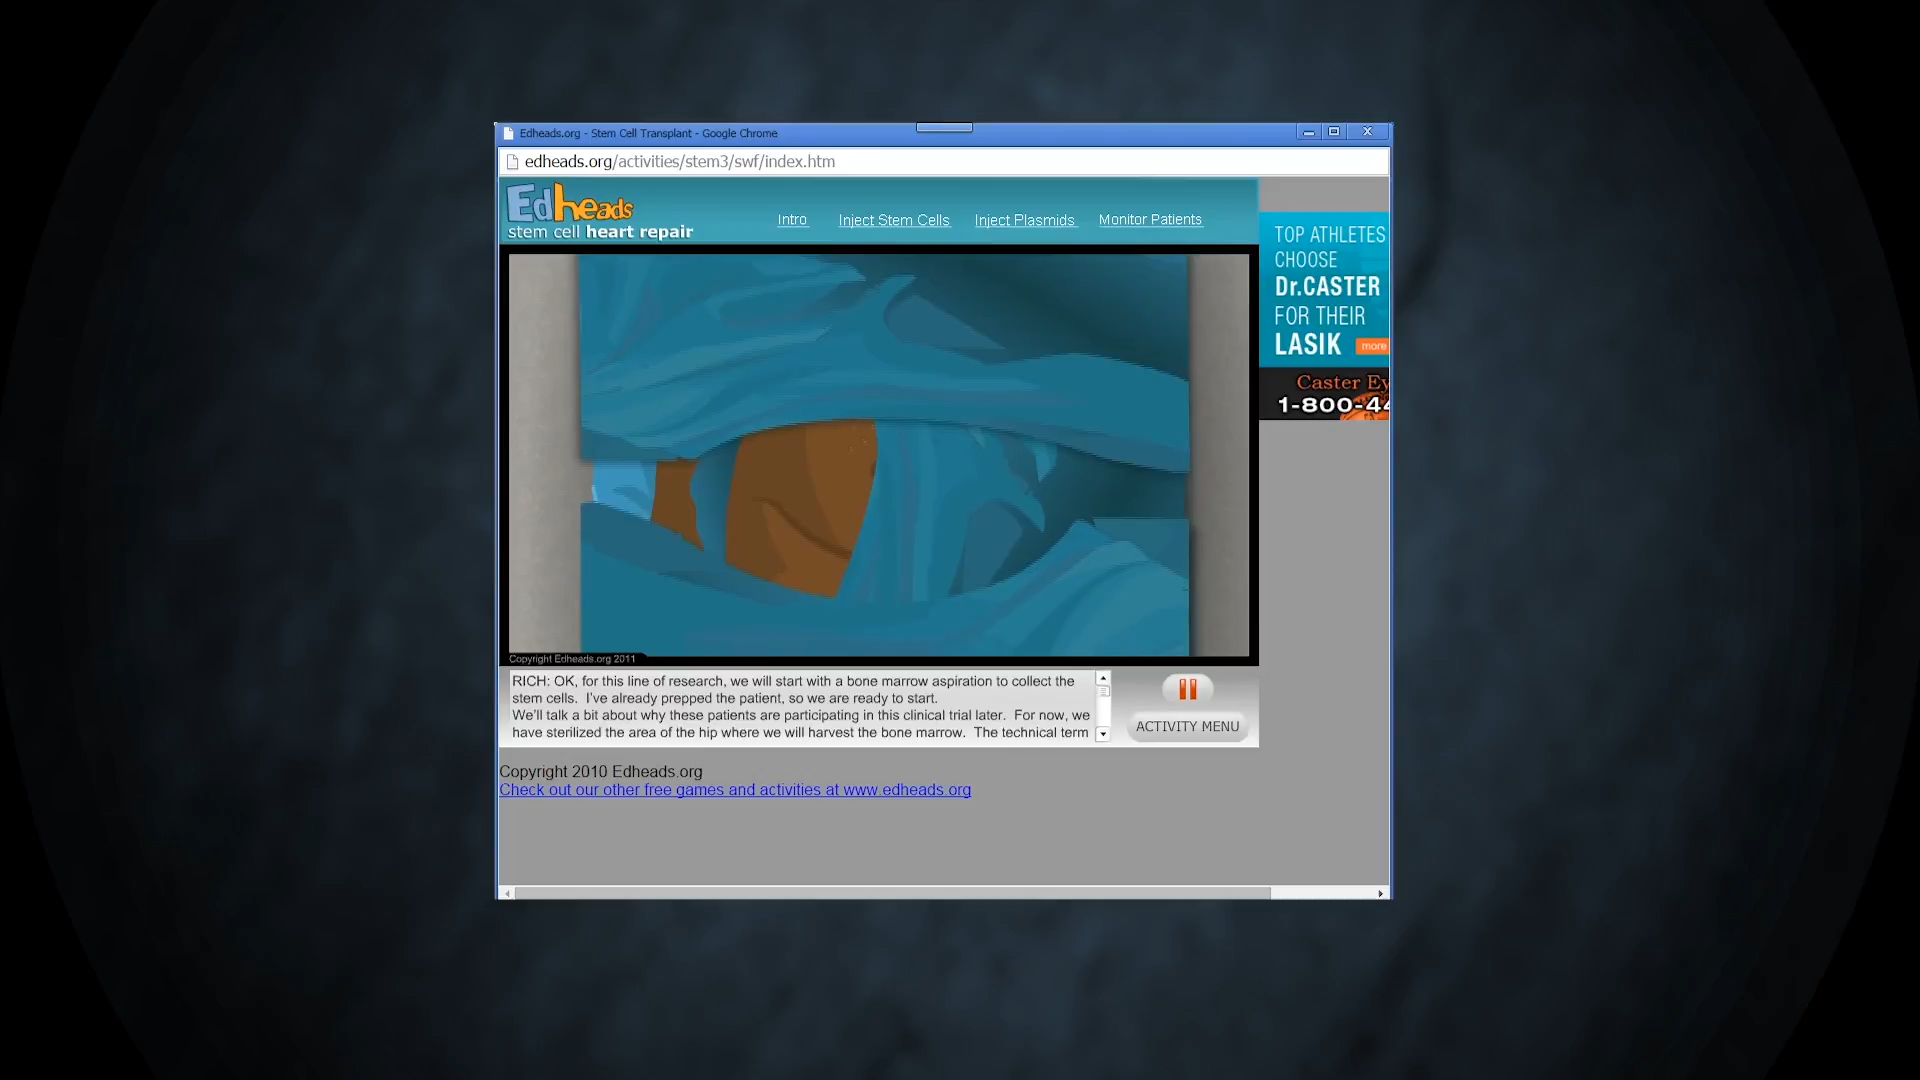 Edheads.org - Stem Cell Transplant - Google Chrome
edheads.org/activities/stem3/swf/index.htm
Edheads
stem cell heart repair
Intro
Inject Stem Cells
Inject Plasmids
Monitor Patients
TOP ATHLETES
CHOOSE
Dr.CASTER
FOR THEIR
LASIK
more
Caster Ey
1-800-44
Copyright Edheads.org 2011
RICH: OK, for this line of research, we will start with a bone marrow aspiration to collect the
stem cells. I've already prepped the patient, so we are ready to start.
We'll talk a bit about why these patients are participating in this clinical trial later. For now, we
have sterilized the area of the hip where we will harvest the bone marrow. The technical term
ACTIVITY MENU
Copyright 2010 Edheads.org
Check out our other free games and activities at www.edheads.org